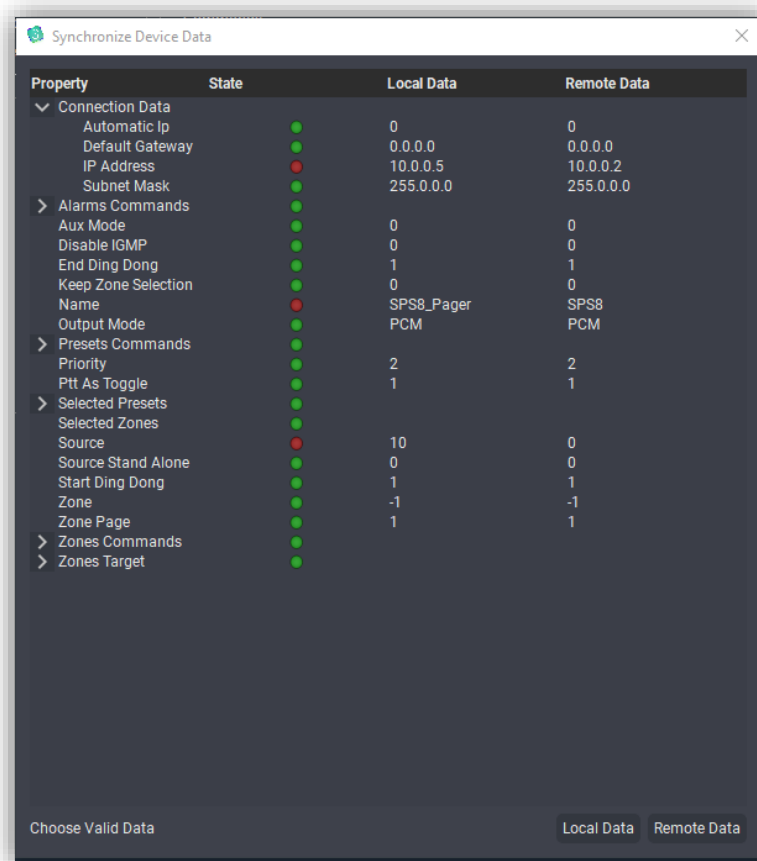 Synchronize Device Data
Property State Local Data Remote Data
Connection Data
Automatic Ip 0 0
Default Gateway 0.0.0.0 0.0.0.0
IP Address 10.0.0.5 10.0.0.2
Subnet Mask 255.0.0.0 255.0.0.0
Alarms Commands
Aux Mode 0 0
Disable IGMP 0 0
End Ding Dong 1 1
Keep Zone Selection 0 0
Name SPS8_Pager SPS8
Output Mode PCM PCM
Presets Commands
Priority 2 2
Ptt As Toggle 1 1
Selected Presets
Selected Zones
Source 10 0
Source Stand Alone 0 0
Start Ding Dong 1 1
Zone -1 -1
Zone Page 1 1
Zones Commands
Zones Target
Choose Valid Data Local Data Remote Data